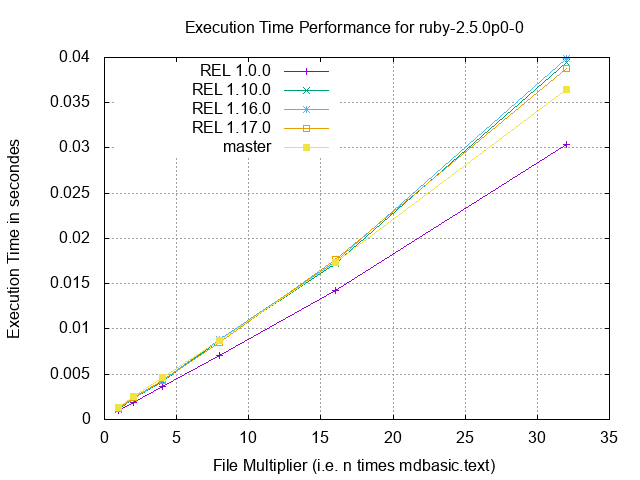 Execution Time Performance for ruby-2.5.0p0-0
0.04
0.035
0.03
0.025
0.02
0.015
0.01
0.005
0
Execution Time in secondes
REL 1.0.0
REL 1.10.0
REL 1.16.0
REL 1.17.0
master
0 5 10 15 20 25 30 35
File Multiplier (i.e. n times mdbasic.text)